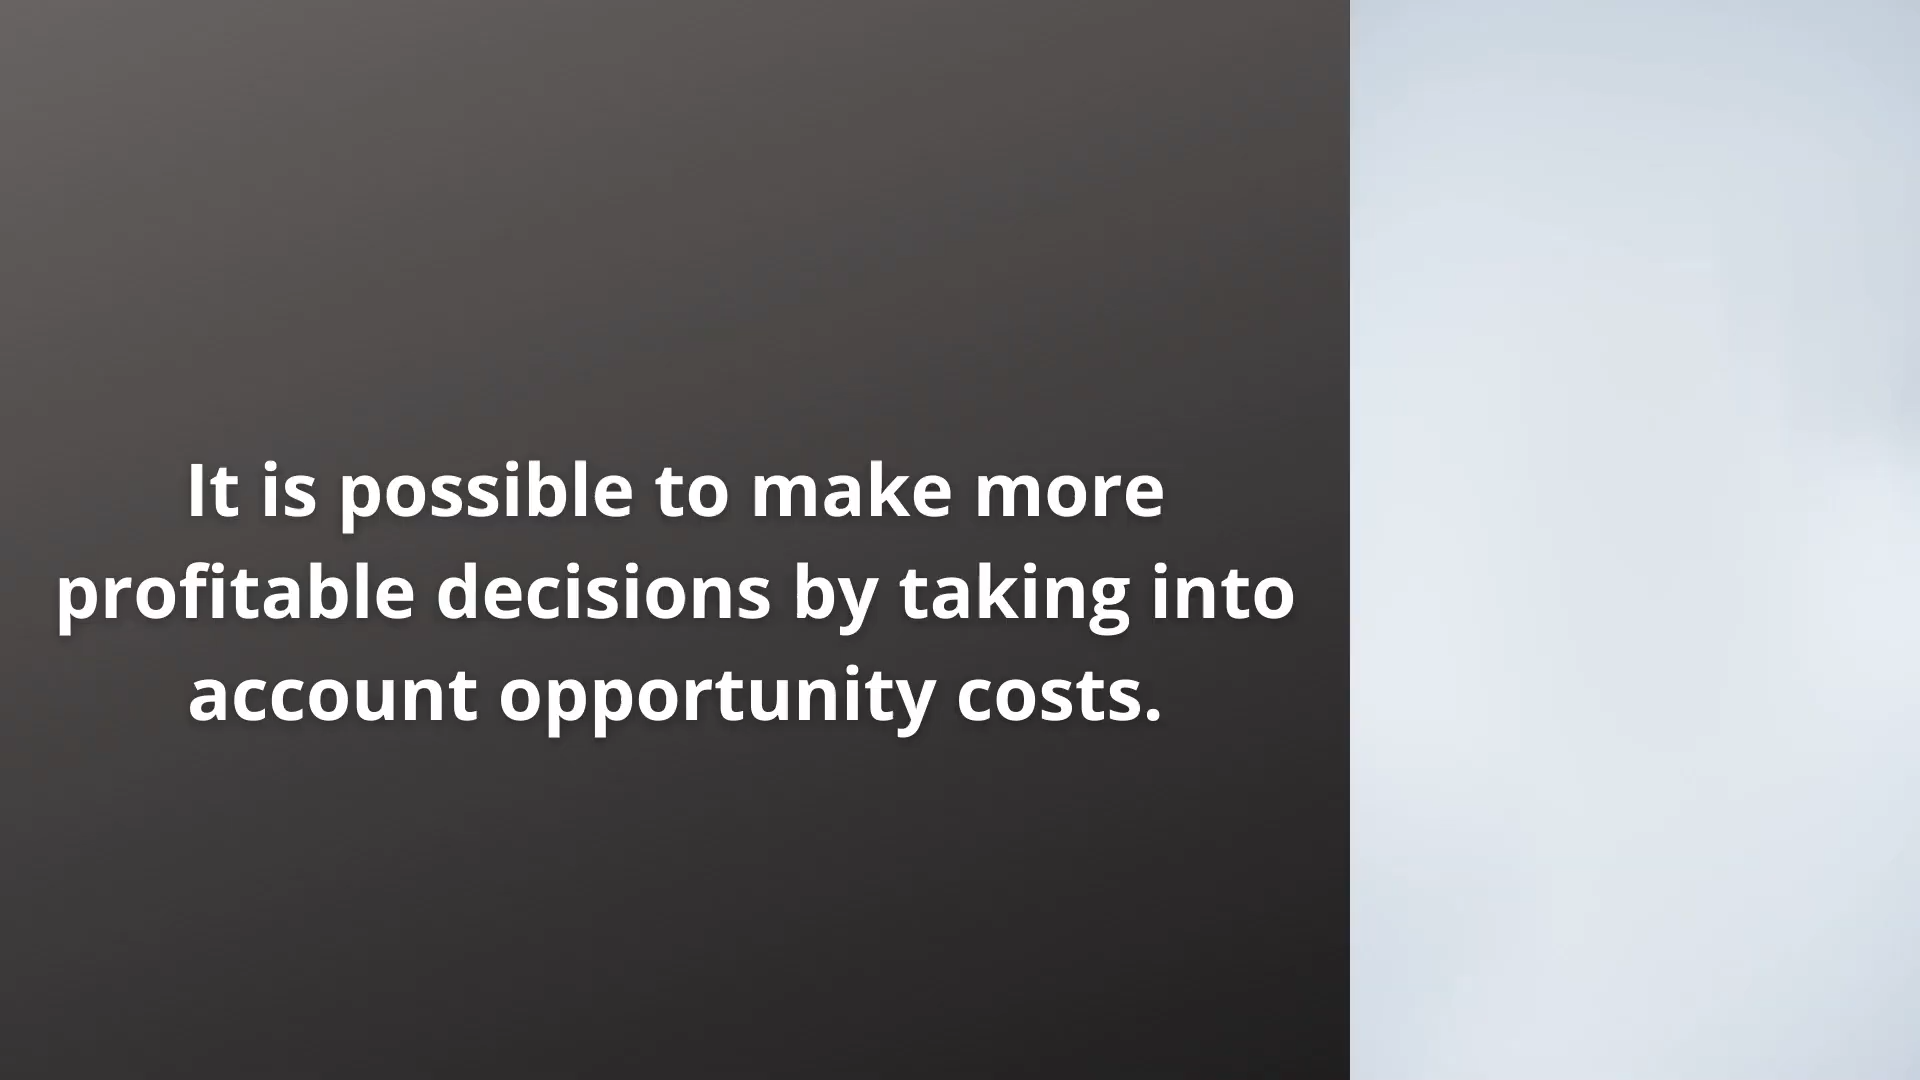 It is possible to make more
profitable decisions by taking into
account opportunity costs.